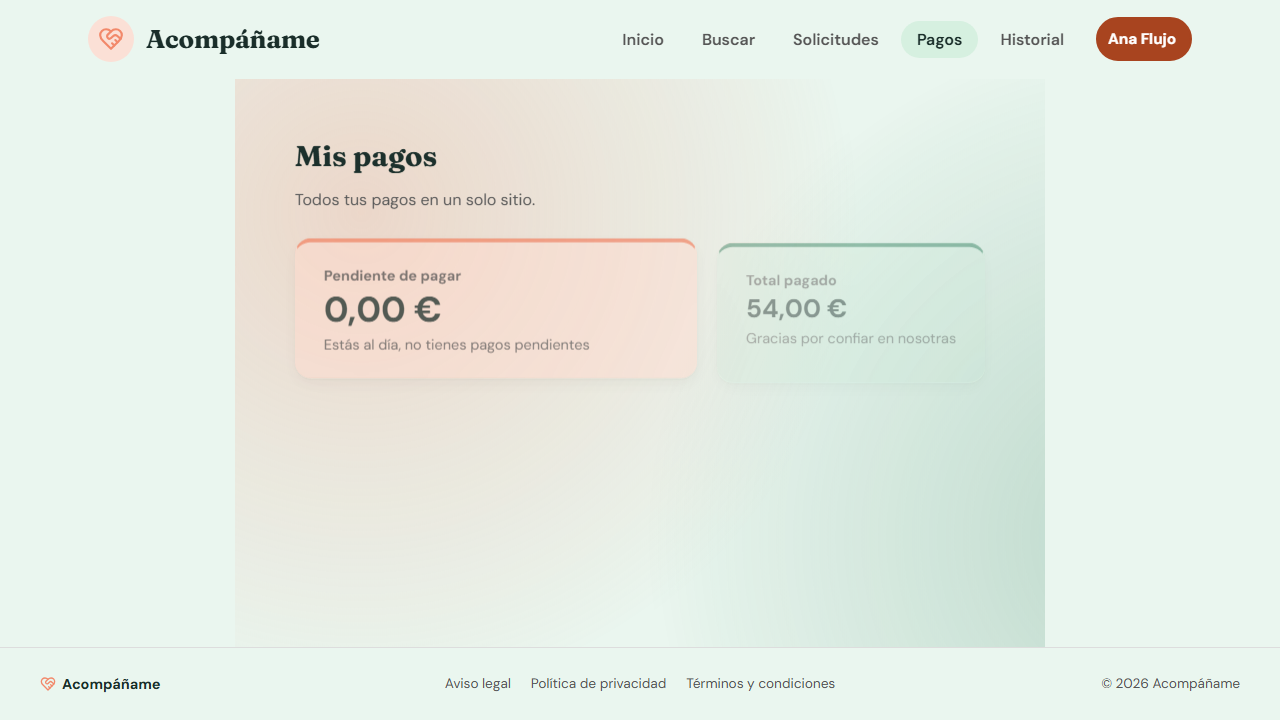 Acompáñame
Inicio
Buscar
Solicitudes
Pagos
Historial
Ana Flujo
Mis pagos
Todos tus pagos en un solo sitio.
Pendiente de pagar
0,00 €
Estás al día, no tienes pagos pendientes
Total pagado
54,00 €
Gracias por confiar en nosotras
Acompáñame
Aviso legal
Política de privacidad
Términos y condiciones
© 2026 Acompáñame